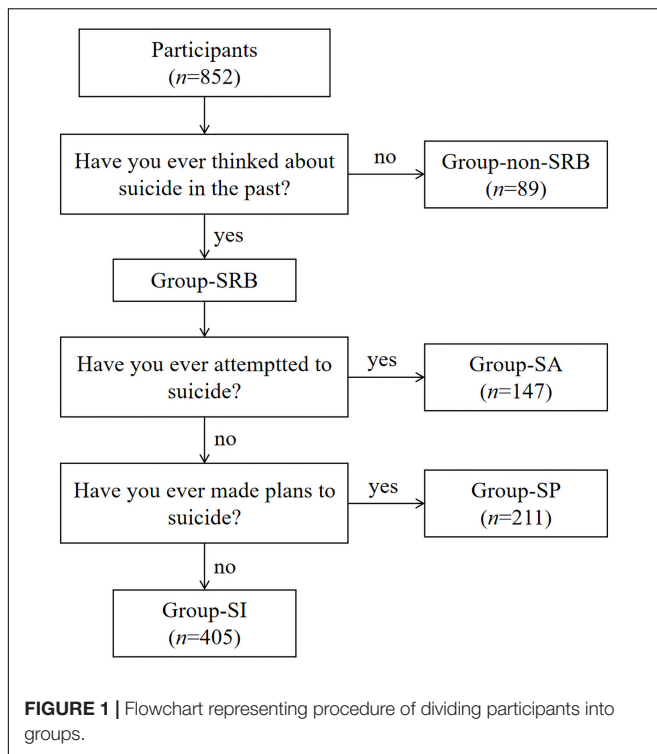 Participants
(n=852)
Have you ever thinked about
suicide in the past?
no
Group-non-SRB
(n=89)
yes
Group-SRB
Have you ever attemptted to
suicide?
yes
Group-SA
(n=147)
no
Have you ever made plans to
suicide?
yes
Group-SP
(n=211)
no
Group-SI
(n=405)
FIGURE 1 | Flowchart representing procedure of dividing participants into
groups.